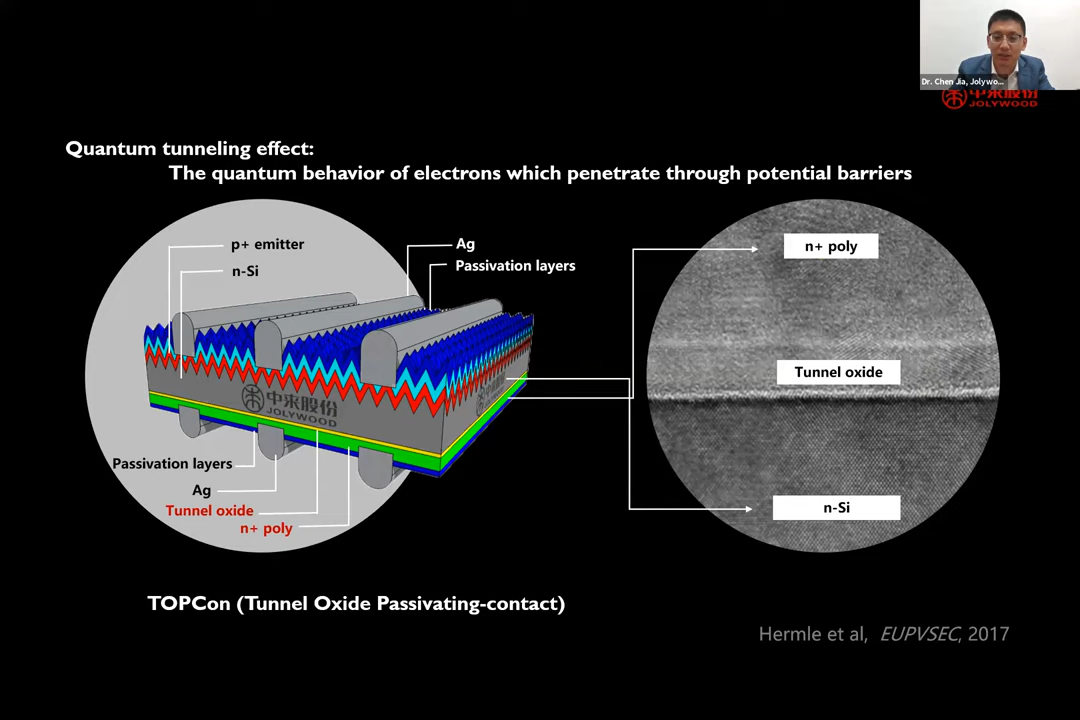 Dr. Chen Jia, Jolywo...
中来股份
JOLYWOOD
Quantum tunneling effect:
The quantum behavior of electrons which penetrate through potential barriers
p+ emitter
n-Si
Ag
Passivation layers
中来股份
JOLYWOOD
Passivation layers
Ag
Tunnel oxide
n+ poly
n+ poly
Tunnel oxide
n-Si
TOPCon (Tunnel Oxide Passivating-contact)
Hermle et al, EUPVSEC, 2017